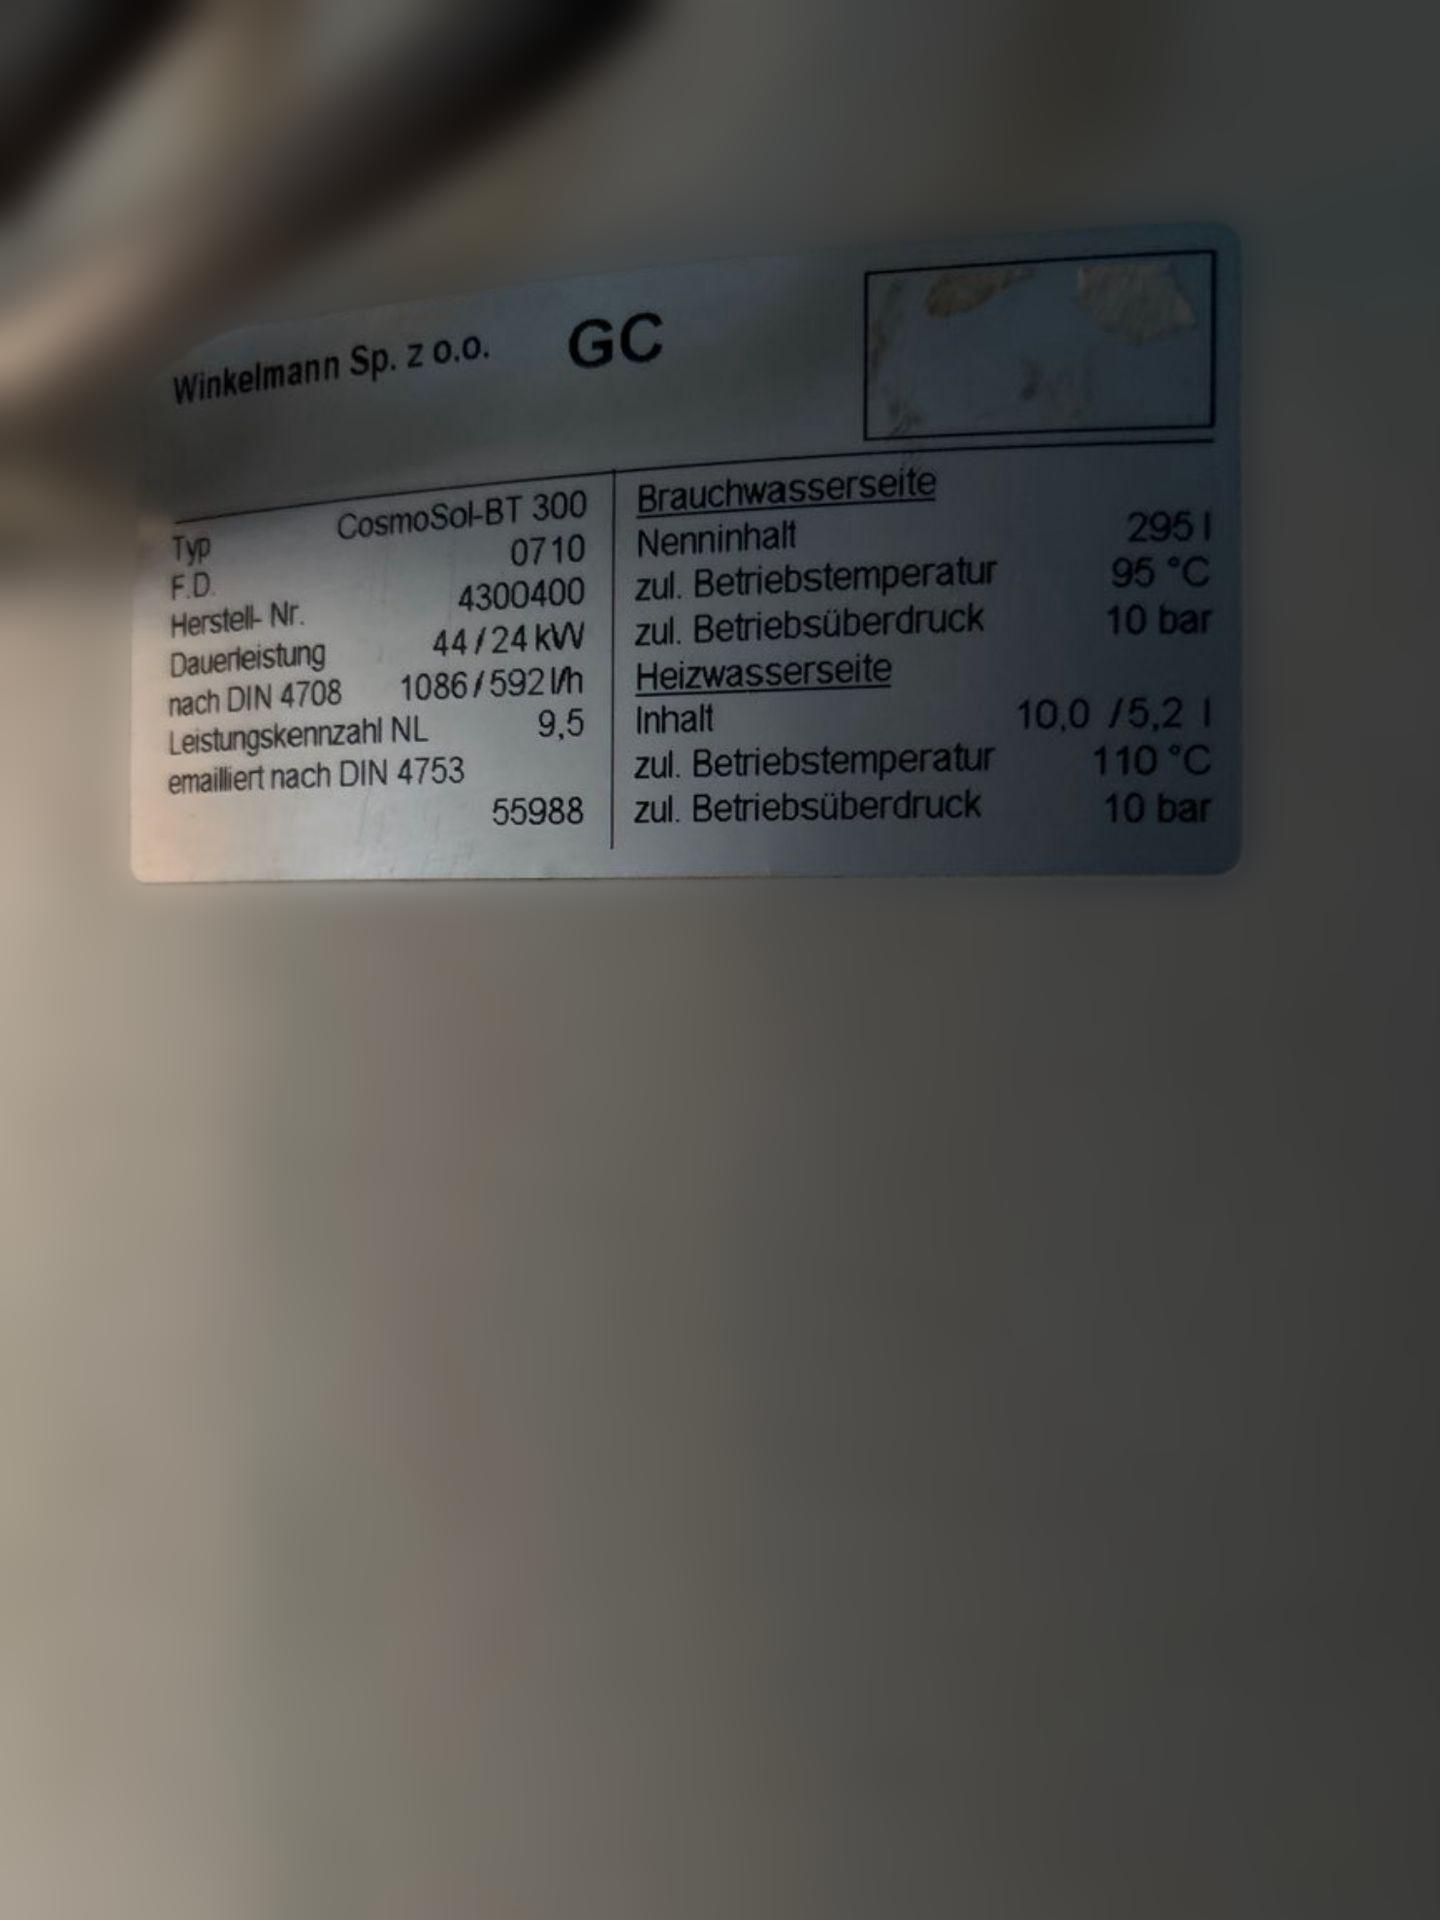 Winkelmann Sp. z o.o. GC
Typ CosmoSol-BT 300
F.D. 0710
Herstell- Nr. 4300400
Dauerleistung 44 / 24 kW
nach DIN 4708 1086 / 592 l/h
Leistungskennzahl NL 9,5
emailliert nach DIN 4753
55988
Brauchwasserseite
Nenninhalt 295 l
zul. Betriebstemperatur 95 °C
zul. Betriebsüberdruck 10 bar
Heizwasserseite
Inhalt 10,0 / 5,2 l
zul. Betriebstemperatur 110 °C
zul. Betriebsüberdruck 10 bar